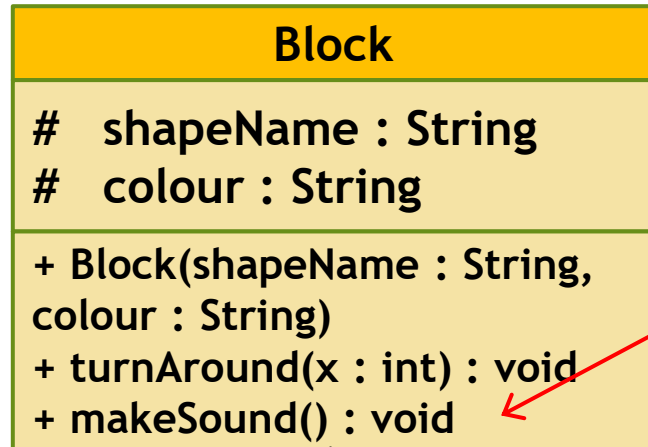 Block
# shapeName : String
# colour : String
+ Block(shapeName : String,
colour : String)
+ turnAround(x : int) : void
+ makeSound() : void